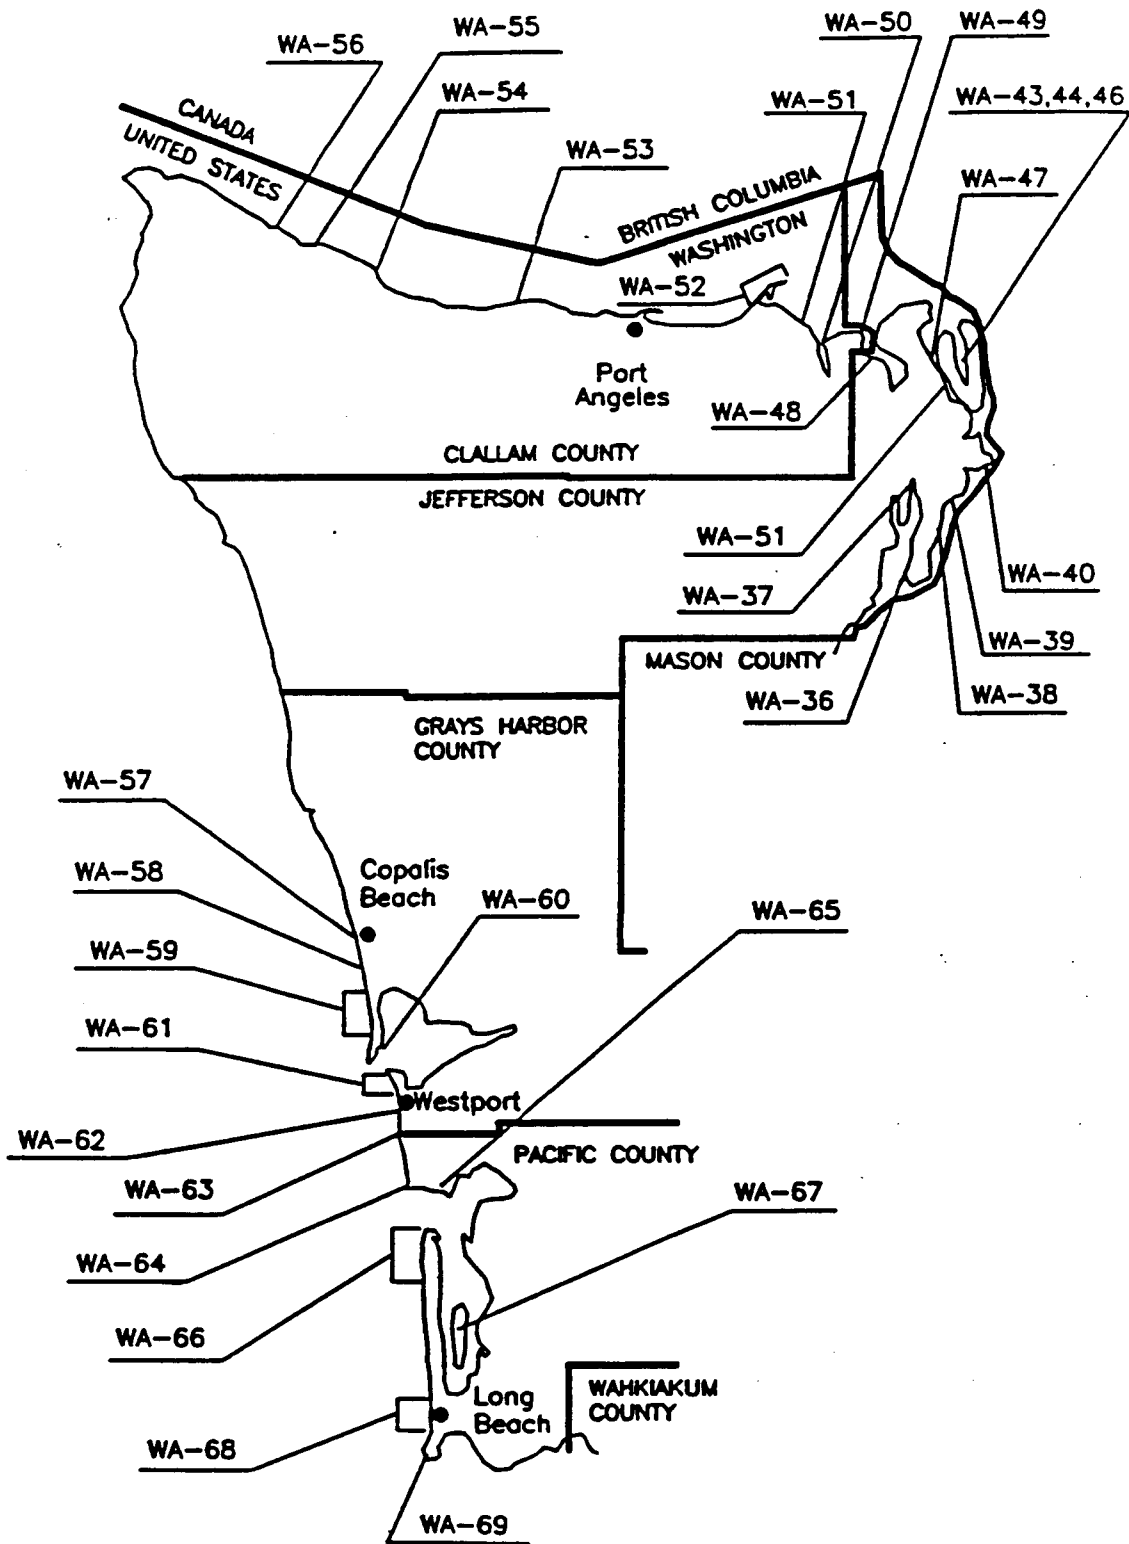 WA-50
WA-49
WA-55
WA-56
WA-54
WA-51
WA-43,44,46
CANADA
UNITED STATES
WA-53
WA-47
BRITISH COLUMBIA
WASHINGTON
WA-52
Port
Angeles
WA-48
CLALLAM COUNTY
JEFFERSON COUNTY
WA-51
WA-40
WA-37
WA-39
MASON COUNTY
WA-36
WA-38
GRAYS HARBOR
COUNTY
WA-57
WA-58
Copalis
Beach
WA-60
WA-65
WA-59
WA-61
Westport
WA-62
PACIFIC COUNTY
WA-63
WA-67
WA-64
WA-66
WAHKIAKUM
COUNTY
Long
Beach
WA-68
WA-69